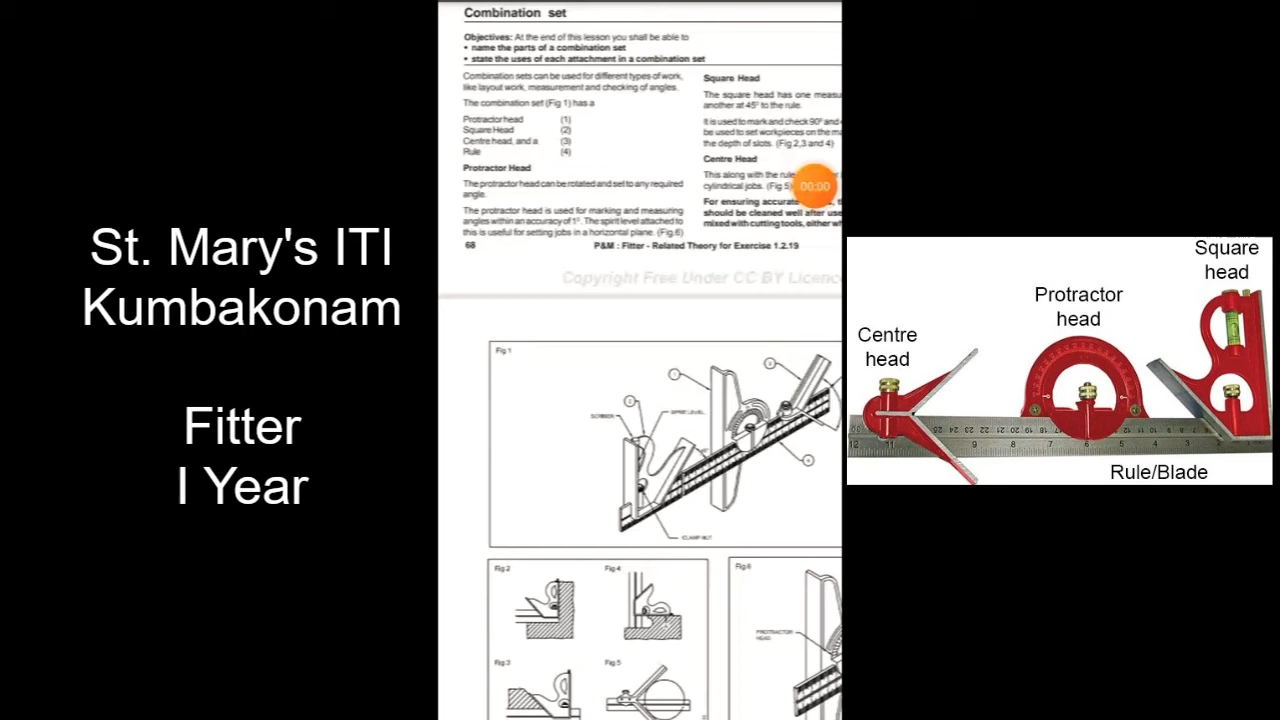 St. Mary's ITI
Kumbakonam
Fitter
I Year
Combination set
Objectives: At the end of this lesson you shall be able to
• name the parts of a combination set
• state the uses of each attachment in a combination set
Combination sets can be used for different types of work,
like layout work, measurement and checking of angles.
The combination set (Fig 1) has a
Protractor head (1)
Square Head (2)
Centre head, and a (3)
Rule (4)
Protractor Head
The protractor head can be rotated and set to any required
angle.
The protractor head is used for marking and measuring
angles within an accuracy of 1⁰. The spirit level attached to
this is useful for setting jobs in a horizontal plane. (Fig.6)
Square Head
The square head has one
another at 45⁰ to the rule.
It is used to mark and check 90⁰ and
be used to set workpieces on the
the depth of slots. (Fig 2,3 and 4)
Centre Head
This along with the rule
cylindrical jobs. (Fig 5)
00:00
For ensuring accurate
should be cleaned well after use
mixed with cutting tools, either
68
P&M : Fitter - Related Theory for Exercise 1.2.19
Copyright Free Under CC BY Licence
Fig 1
SCRIBER
SPIRIT LEVEL
CLAMP NUT
1
2
3
4
Fig 2
Fig 4
Fig 3
Fig 5
Fig 6
PROTRACTOR
HEAD
Centre
head
Protractor
head
Square
head
Rule/Blade